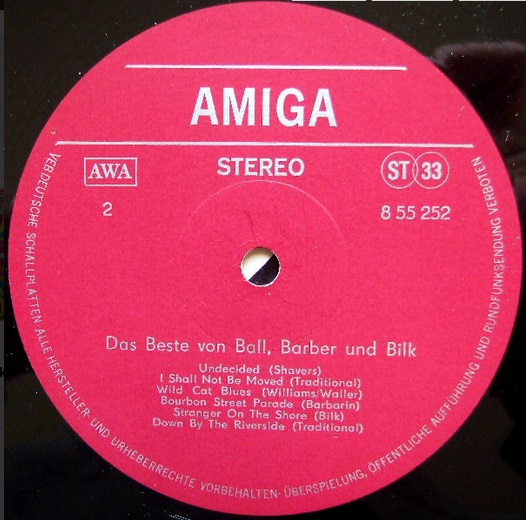 AMIGA
AWA STEREO ST 33
2 8 55 252
Das Beste von Ball, Barber und Bilk
Undecided (Shavers)
I Shall Not Be Moved (Traditional)
Wild Cat Blues (Williams/Waller)
Bourbon Street Parade (Barbarin)
Stranger On The Shore (Bilk)
Down By The Riverside (Traditional)
VEB DEUTSCHE SCHALLPLATTEN · ALLE HERSTELLER- UND URHEBERRECHTE VORBEHALTEN · ÜBERSPIELUNG, ÖFFENTLICHE AUFFÜHRUNG UND RUNDFUNKSENDUNG VERBOTEN